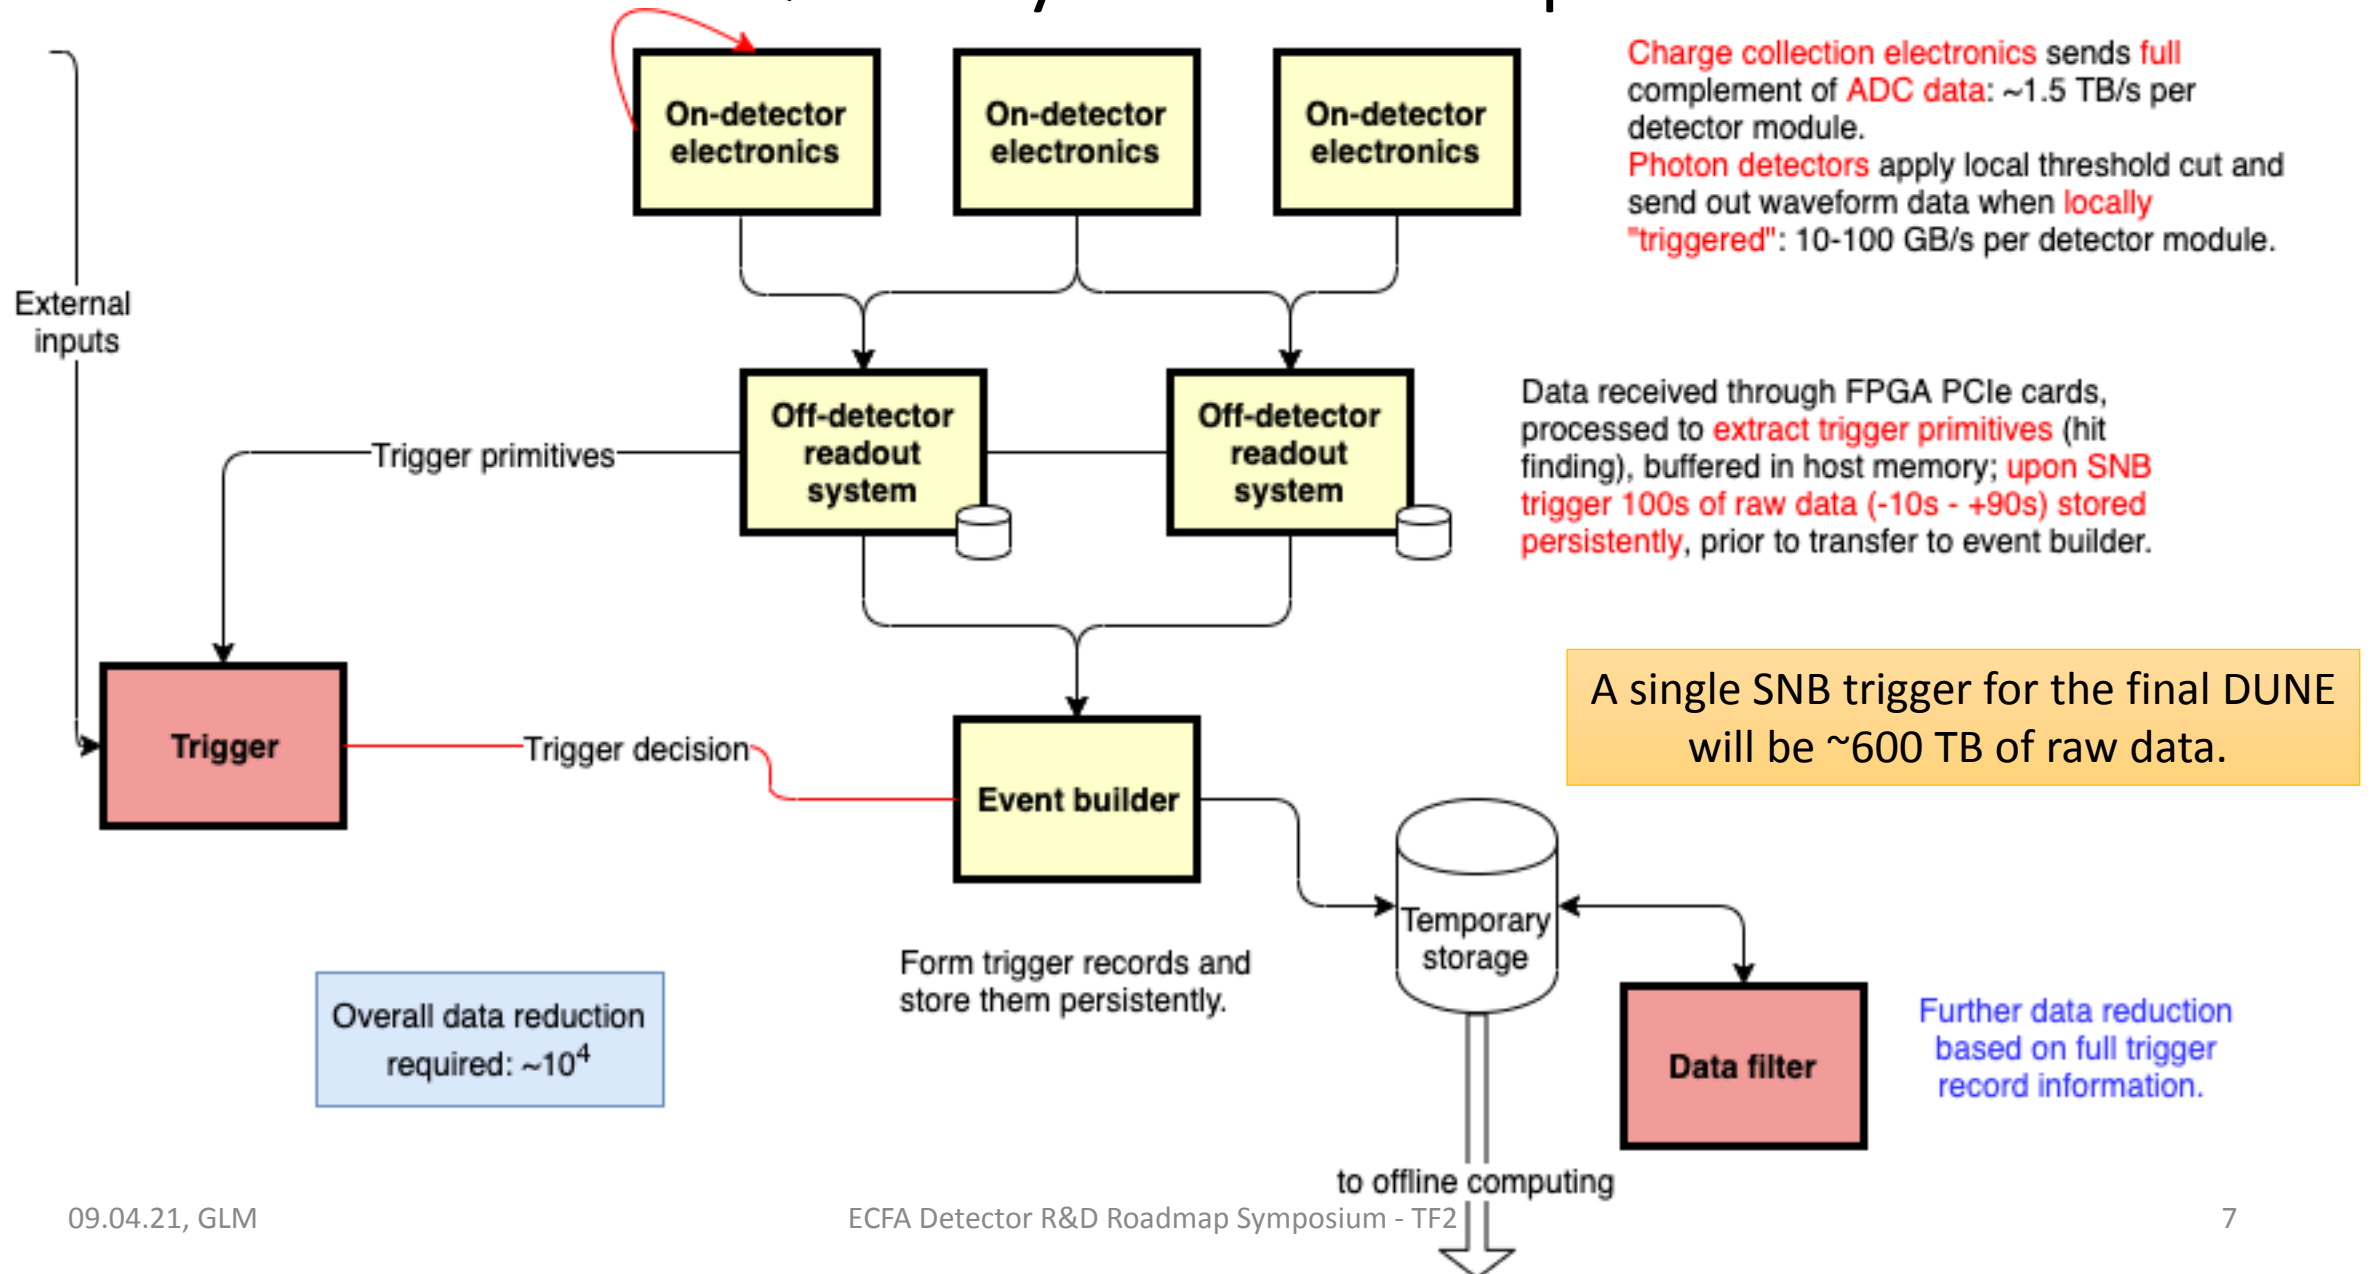 On-detector
electronics
On-detector
electronics
On-detector
electronics
Charge collection electronics sends full
complement of ADC data: ~1.5 TB/s per
detector module.
Photon detectors apply local threshold cut and
send out waveform data when locally
"triggered": 10-100 GB/s per detector module.
External
inputs
Trigger primitives
Off-detector
readout
system
Off-detector
readout
system
Data received through FPGA PCIe cards,
processed to extract trigger primitives (hit
finding), buffered in host memory; upon SNB
trigger 100s of raw data (-10s - +90s) stored
persistently, prior to transfer to event builder.
A single SNB trigger for the final DUNE
will be ~600 TB of raw data.
Trigger
Trigger decision
Event builder
Temporary
storage
Form trigger records and
store them persistently.
Overall data reduction
required: ~10⁴
Data filter
Further data reduction
based on full trigger
record information.
to offline computing
09.04.21, GLM
ECFA Detector R&D Roadmap Symposium - TF2
7